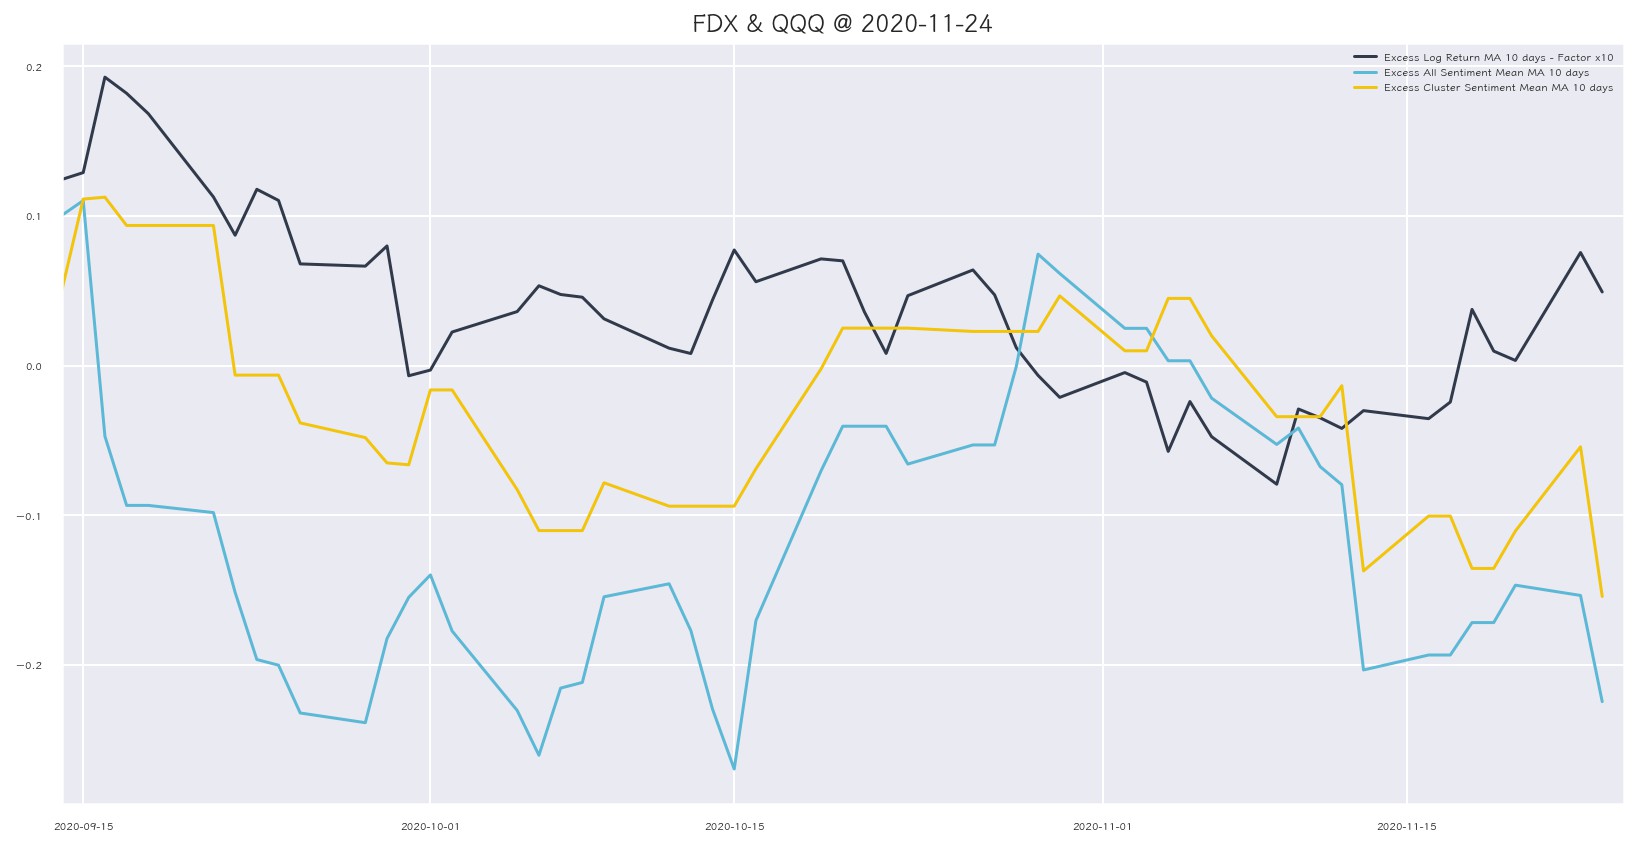 FDX & QQQ @ 2020-11-24
Excess Log Return MA 10 days - Factor x10
Excess All Sentiment Mean MA 10 days
Excess Cluster Sentiment Mean MA 10 days
0.2
0.1
0.0
−0.1
−0.2
2020-09-15 2020-10-01 2020-10-15 2020-11-01 2020-11-15